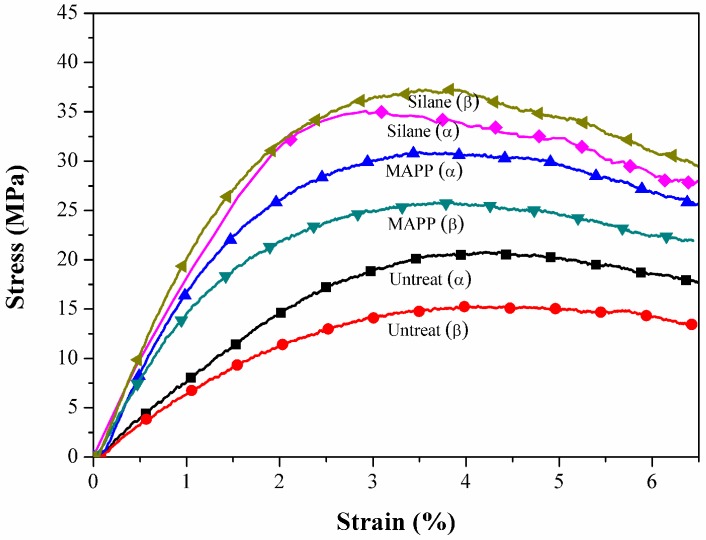 45
40
35
30
25
20
15
10
5
0
Stress (MPa)
Silane (β)
Silane (α)
MAPP (α)
MAPP (β)
Untreat (α)
Untreat (β)
0 1 2 3 4 5 6
Strain (%)